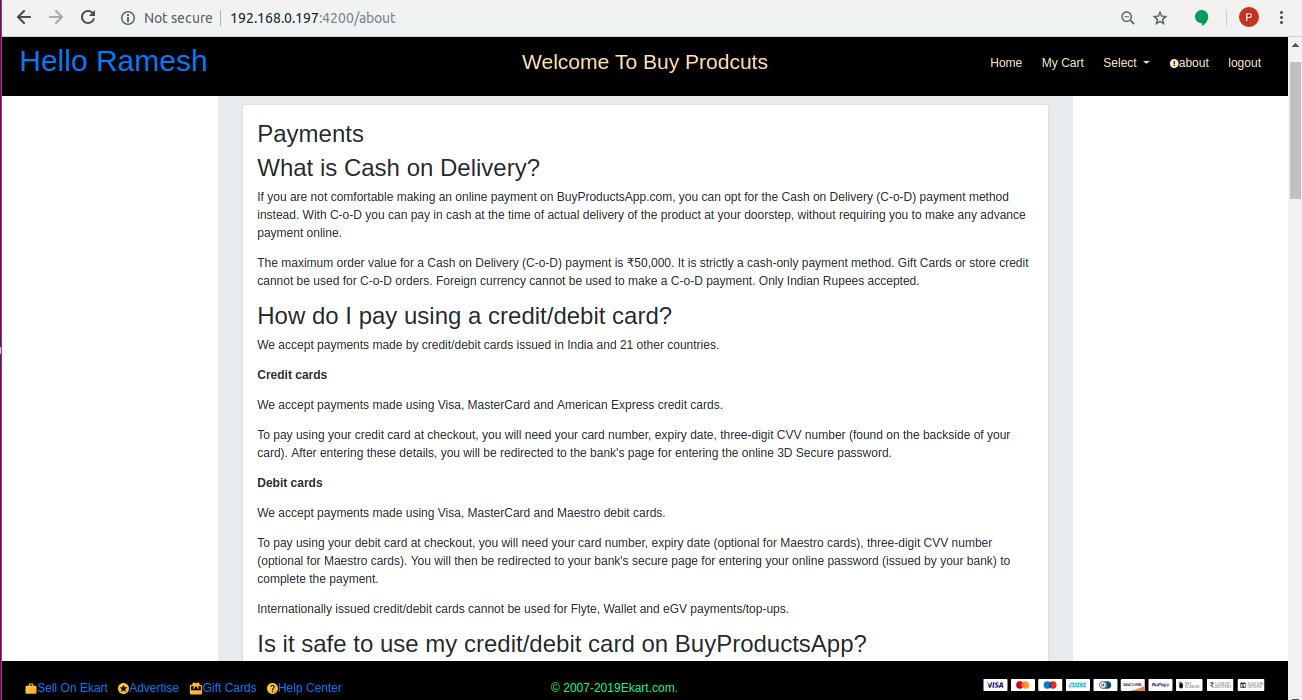 Not secure
192.168.0.197:4200/about
P
Hello Ramesh
Welcome To Buy Prodcuts
Home My Cart Select about logout
Payments
What is Cash on Delivery?
If you are not comfortable making an online payment on BuyProductsApp.com, you can opt for the Cash on Delivery (C-o-D) payment method
instead. With C-o-D you can pay in cash at the time of actual delivery of the product at your doorstep, without requiring you to make any advance
payment online.
The maximum order value for a Cash on Delivery (C-o-D) payment is ₹50,000. It is strictly a cash-only payment method. Gift Cards or store credit
cannot be used for C-o-D orders. Foreign currency cannot be used to make a C-o-D payment. Only Indian Rupees accepted.
How do I pay using a credit/debit card?
We accept payments made by credit/debit cards issued in India and 21 other countries.
Credit cards
We accept payments made using Visa, MasterCard and American Express credit cards.
To pay using your credit card at checkout, you will need your card number, expiry date, three-digit CVV number (found on the backside of your
card). After entering these details, you will be redirected to the bank's page for entering the online 3D Secure password.
Debit cards
We accept payments made using Visa, MasterCard and Maestro debit cards.
To pay using your debit card at checkout, you will need your card number, expiry date (optional for Maestro cards), three-digit CVV number
(optional for Maestro cards). You will then be redirected to your bank's secure page for entering your online password (issued by your bank) to
complete the payment.
Internationally issued credit/debit cards cannot be used for Flyte, Wallet and eGV payments/top-ups.
Is it safe to use my credit/debit card on BuyProductsApp?
Sell On Ekart Advertise Gift Cards Help Center
© 2007-2019Ekart.com.
VISA
DISCOVER
RuPay